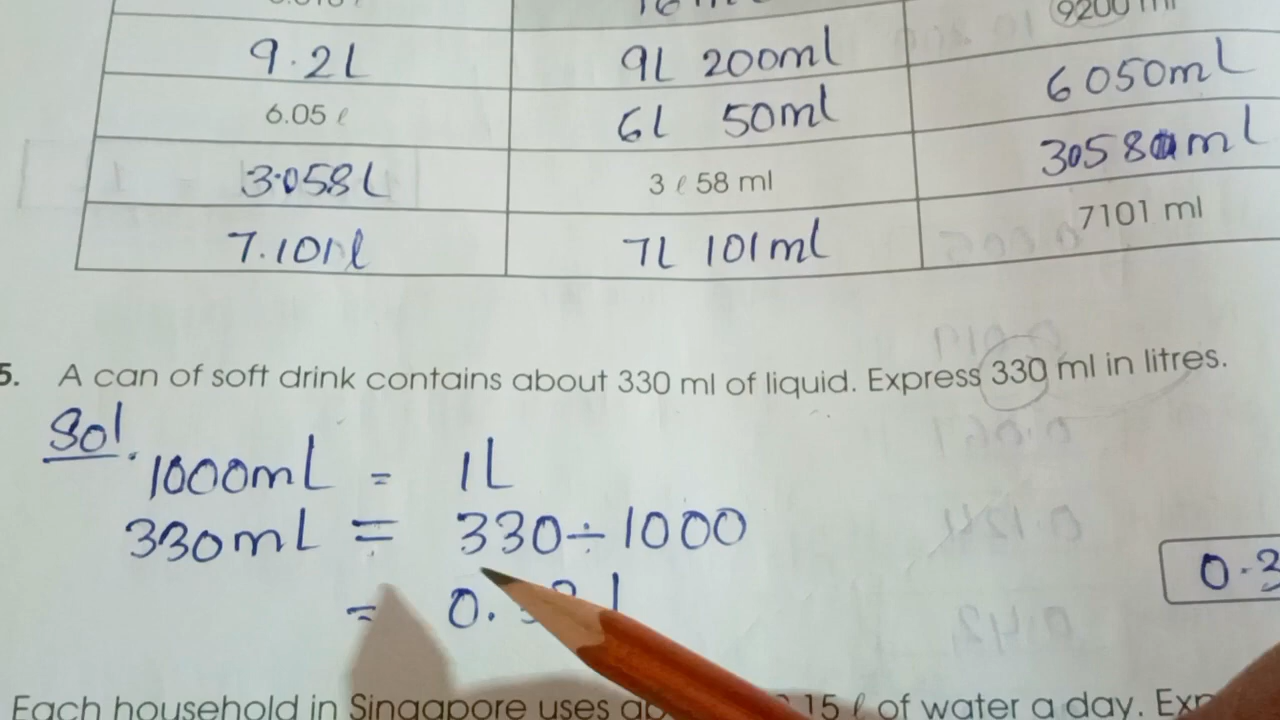 9200 ml
9.2L 9L 200ml
6.05 ℓ 6L 50ml 6050mL
3.058L 3 ℓ 58 ml 3058 mL
7.101ℓ 7L 101mL 7101 ml
5. A can of soft drink contains about 330 ml of liquid. Express 330 ml in litres.
Sol.
1000mL = 1L
330mL = 330÷1000
= 0.
0.3
Each household in Singapore uses 15 ℓ of water a day.